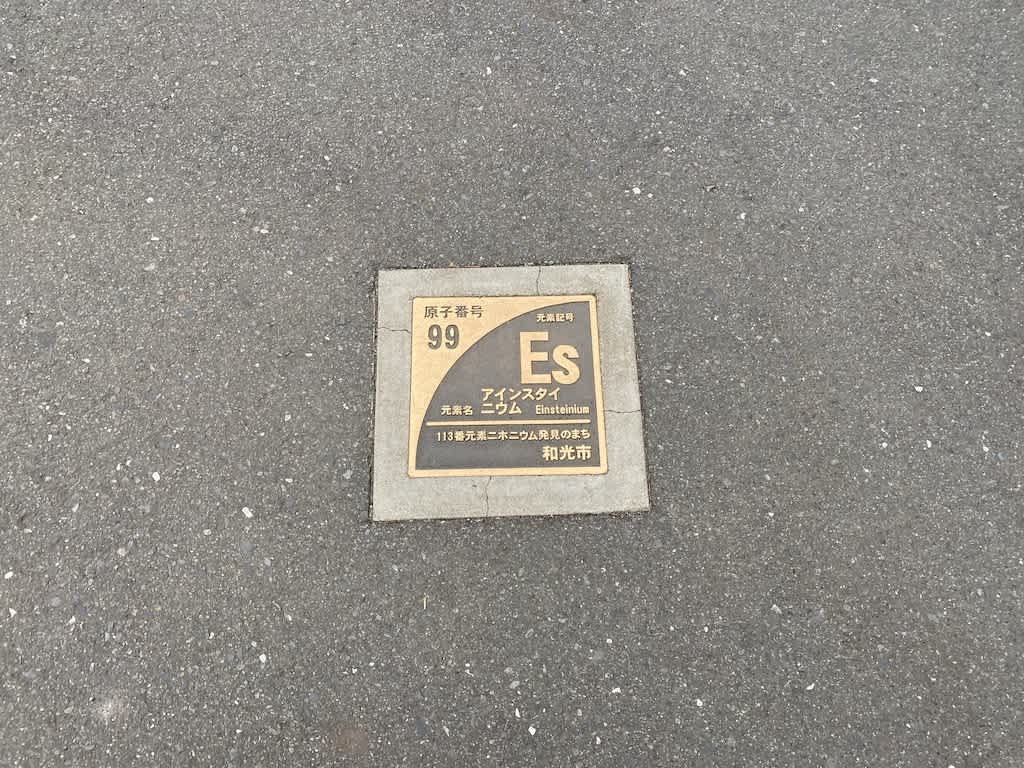 原子番号
99
元素記号
Es
元素名 アインスタイ
ニウム Einsteinium
113番元素ニホニウム発見のまち
和光市